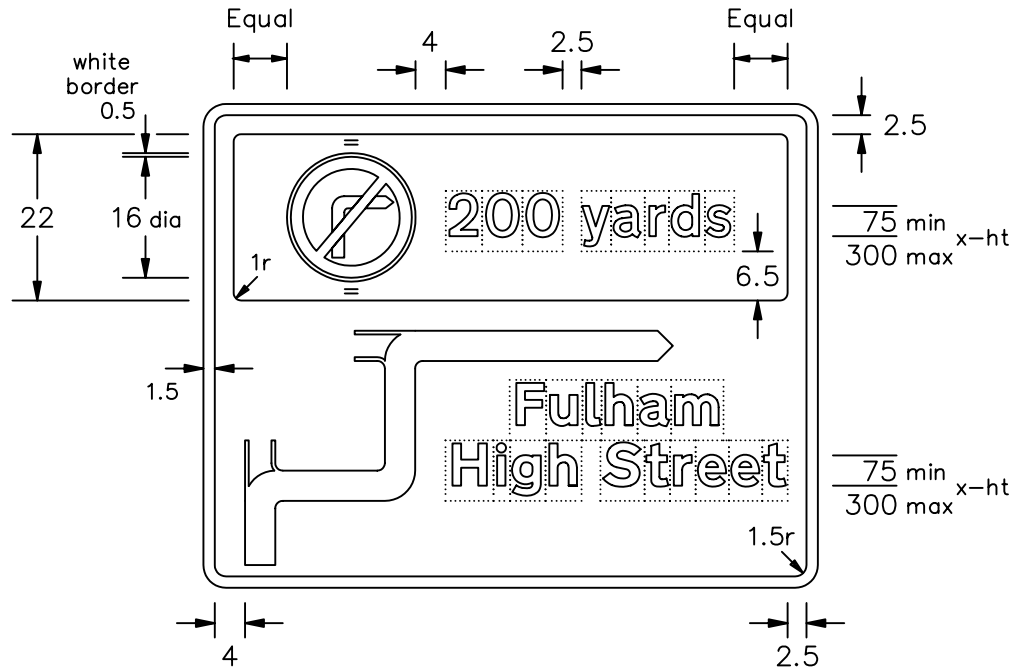 Equal
Equal
4
2.5
white
border
0.5
2.5
22
16 dia
200 yards
75 min
300 max
x-ht
6.5
1r
1.5
Fulham
High Street
75 min
300 max
x-ht
1.5r
4
2.5